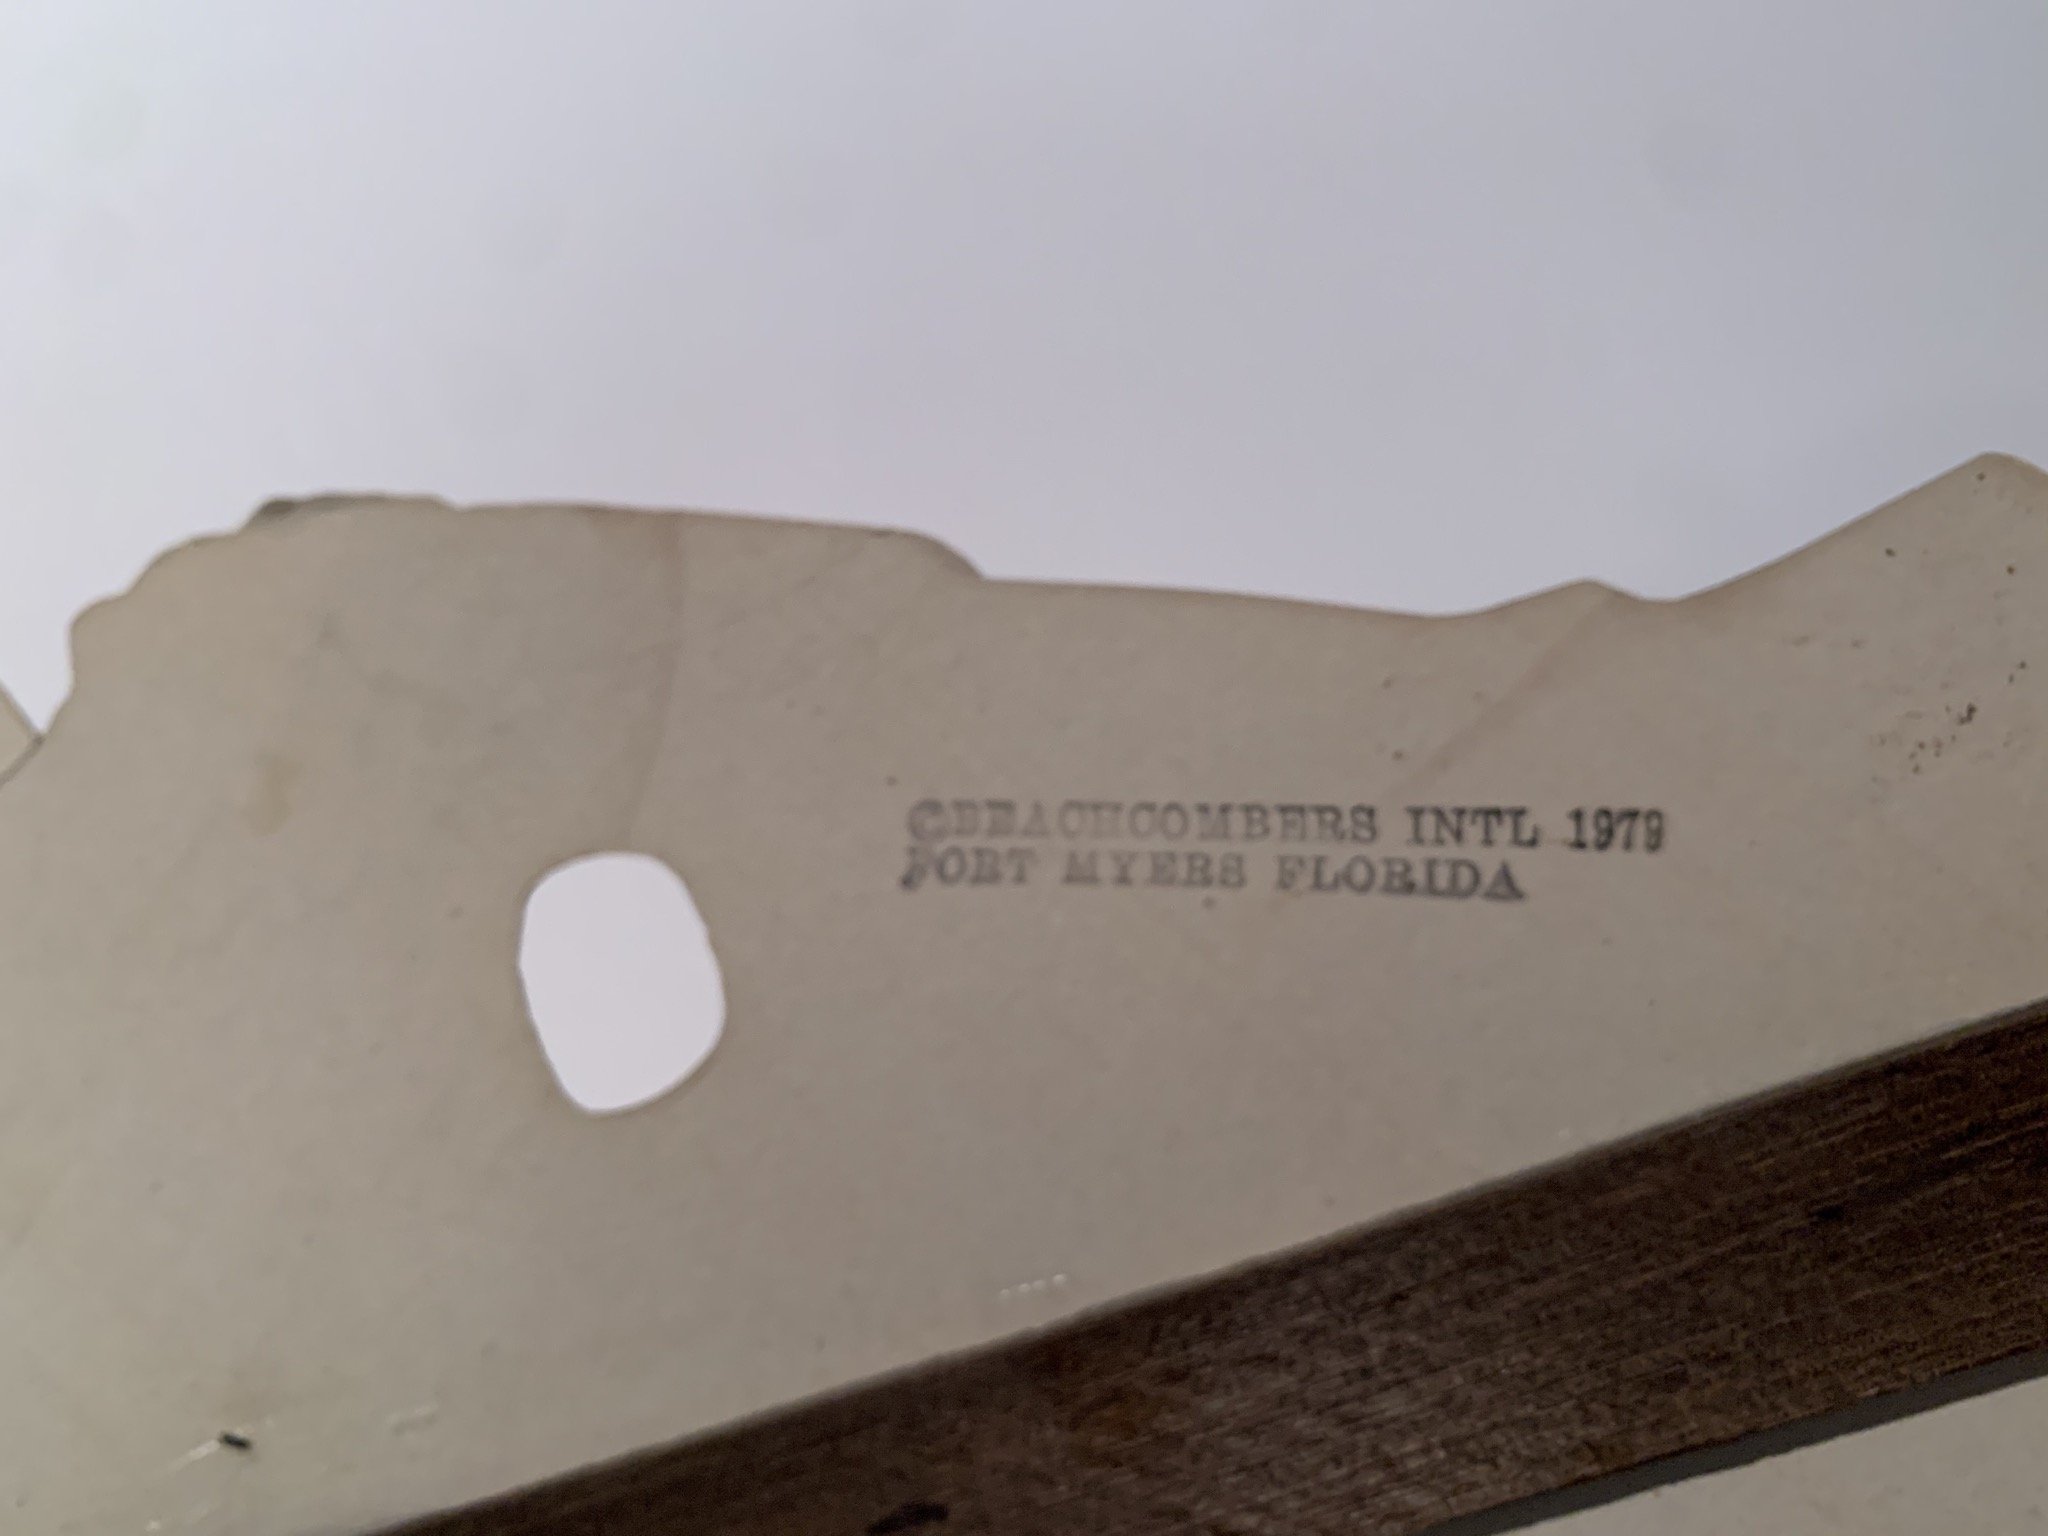 ©BEACHCOMBERS INTL 1979
FORT MYERS FLORIDA